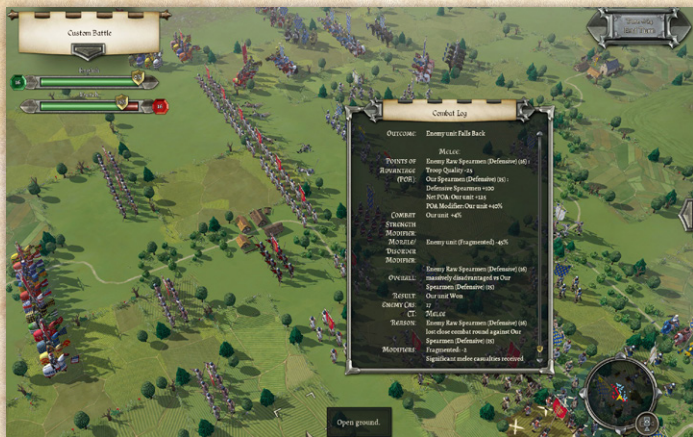 Custom Battle
Combat Log
OUTCOME: Enemy unit Falls Back
MELEE:
POINTS OF Enemy Raw Spearmen (Defensive) (16) :
ADVANTAGE Troop Quality -25
(POA): Our Spearmen (Defensive) (15) :
Defensive Spearmen +100
Net POA: Our unit +125
POA Modifier: Our unit +40%
COMBAT Our unit +4%
STRENGTH
MODIFIER
MORALE/ Enemy unit (Fragmented) -45%
DISORDER
MODIFIER
Enemy Raw Spearmen (Defensive) (16)
OVERALL: massively disadvantaged vs Our
Spearmen (Defensive) (15)
RESULT: Our unit Won
ENEMY CAS: 17
CT: MELEE
REASON: Enemy Raw Spearmen (Defensive) (16)
lost close combat round against Our
Spearmen (Defensive) (15)
MODIFIERS Fragmented: -2
Significant melee casualties received
Open ground.